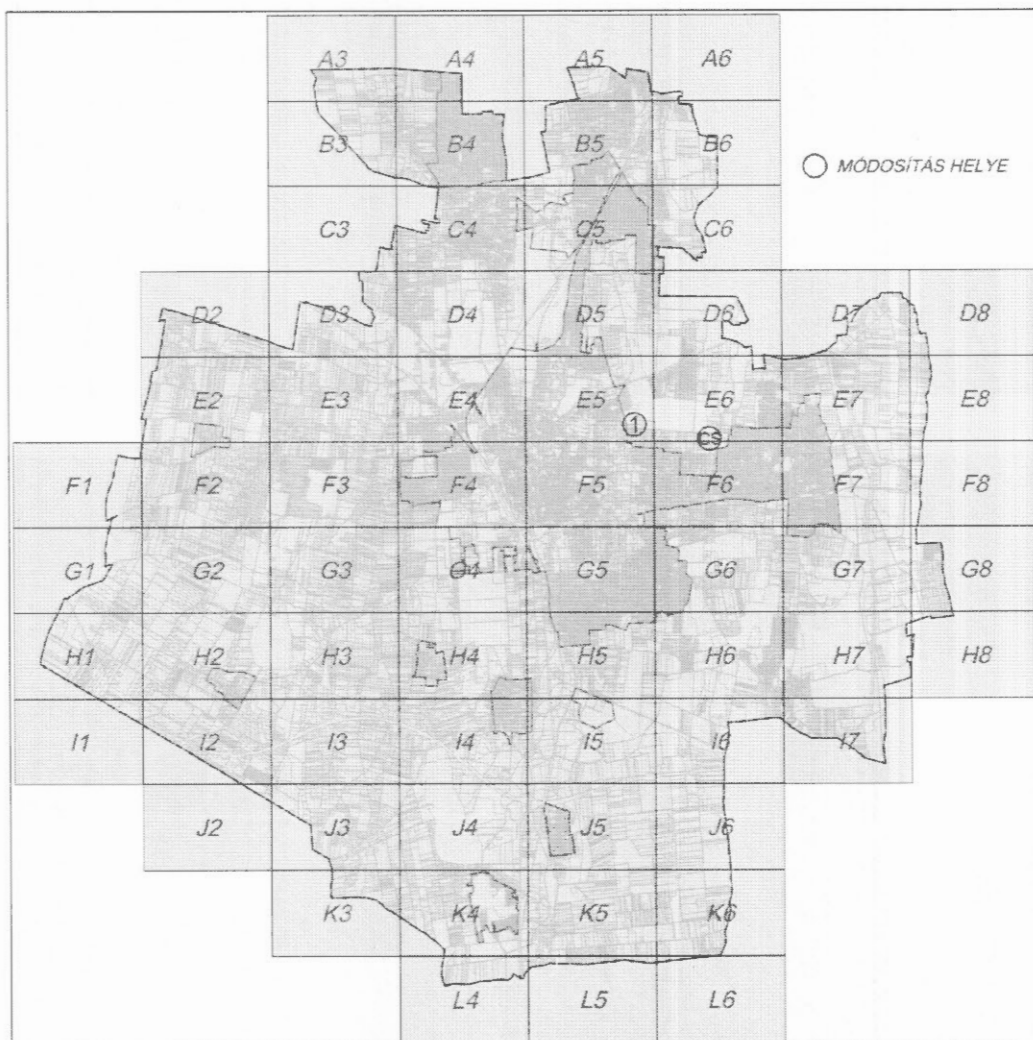 A3 A4 A5 A6
B3 B4 B5 B6
MÓDOSÍTÁS HELYE
C3 C4 C5 C6
D2 D3 D4 D5 D6 D7 D8
E2 E3 E4 E5 E6 E7 E8
1
cs
F1 F2 F3 F4 F5 F6 F7 F8
G1 G2 G3 G4 G5 G6 G7 G8
H1 H2 H3 H4 H5 H6 H7 H8
I1 I2 I3 I4 I5 I6 I7
J2 J3 J4 J5 J6
K3 K4 K5 K6
L4 L5 L6